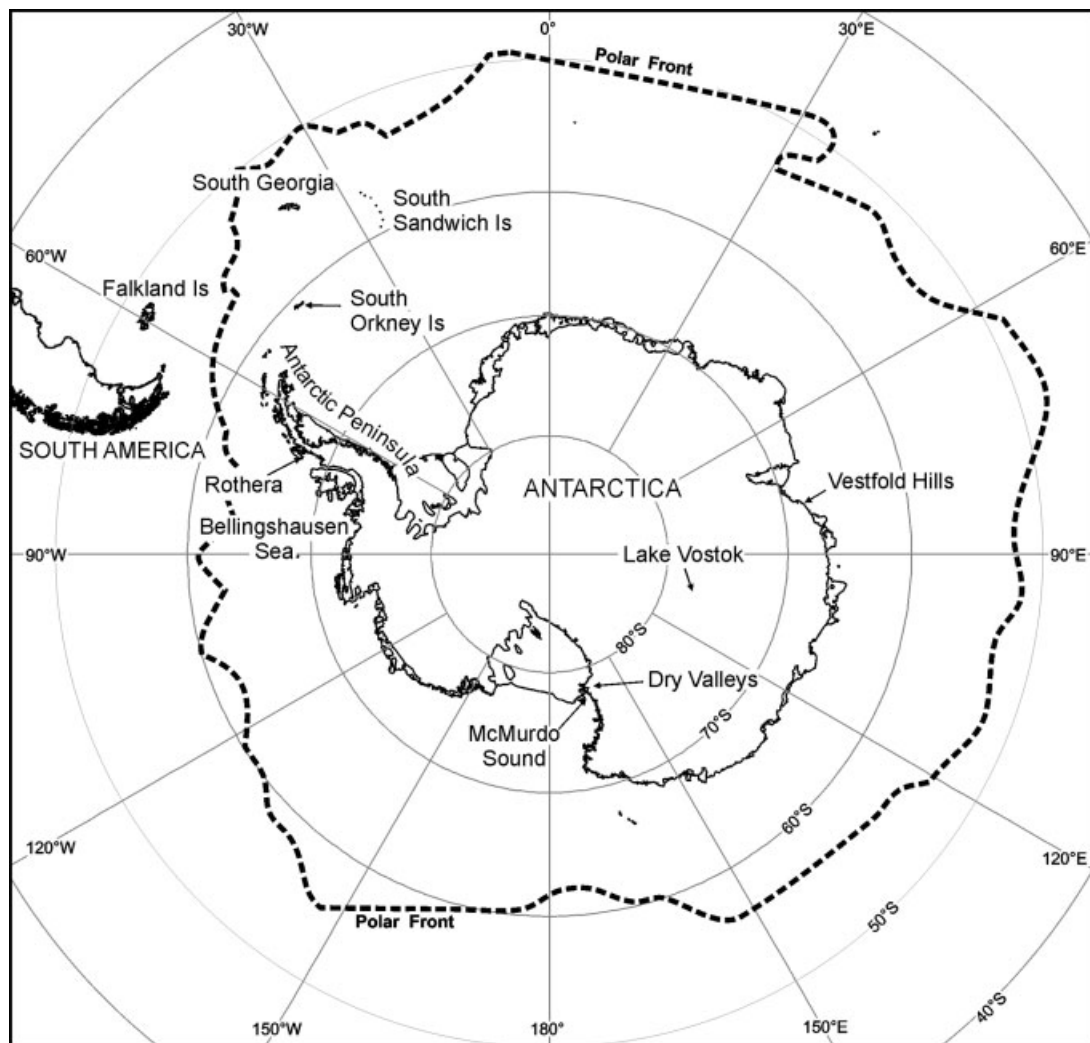 30°W
0°
30°E
Polar Front
South Georgia
South
Sandwich Is
60°W
60°E
Falkland Is
South
Orkney Is
Antarctic Peninsula
SOUTH AMERICA
Rothera
ANTARCTICA
Vestfold Hills
Bellingshausen
Sea
90°W
Lake Vostok
90°E
80°S
Dry Valleys
70°S
McMurdo
Sound
60°S
120°W
120°E
Polar Front
50°S
40°S
150°W
180°
150°E